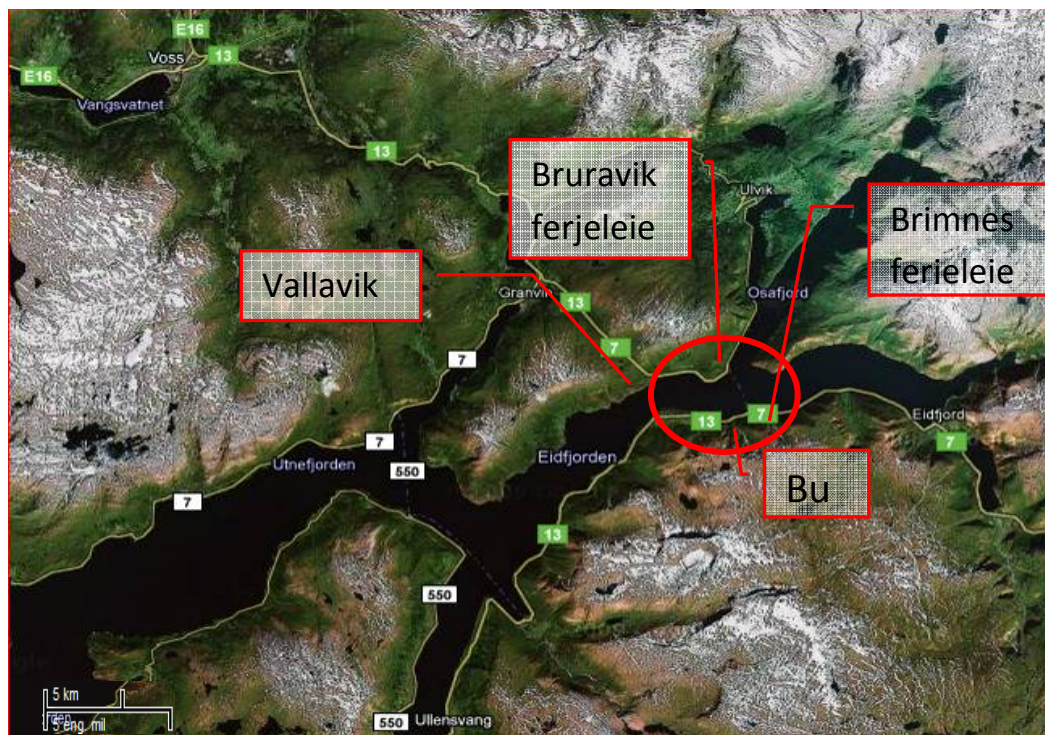 E16
Voss
13
E16
Vangsvatnet
13
Bruravik
ferjeleie
Ulvik
Brimnes
ferieleie
Vallavik
Granvin
13
Osafjord
7
7
13
7
Eidfjord
7
7
Utnefjorden
550
Eidfjorden
Bu
7
13
550
5 km
5 eng. mil
550
Ullensvang